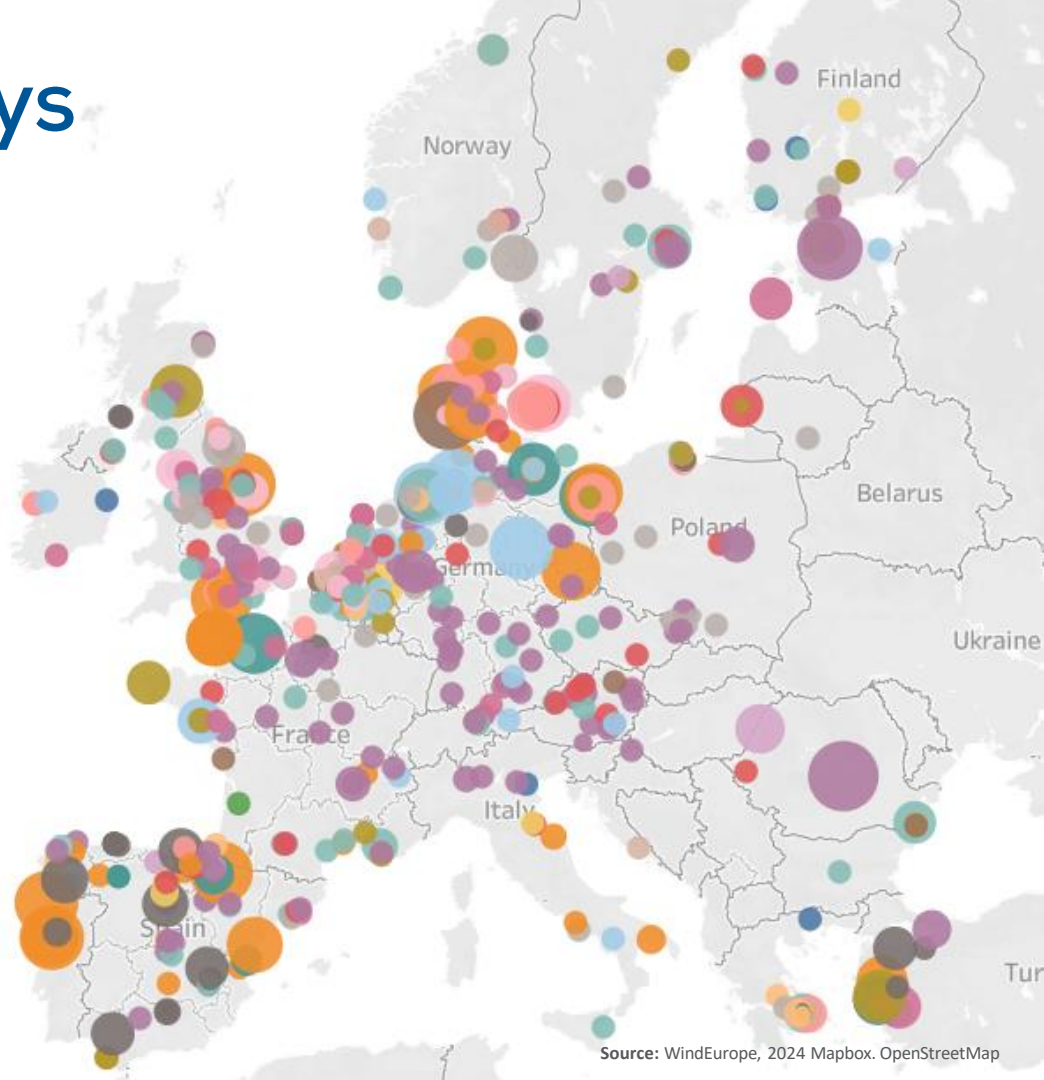 ys
Finland
Norway
Belarus
Poland
Germany
Ukraine
France
Italy
Spain
Tur
Source: WindEurope, 2024 Mapbox. OpenStreetMap